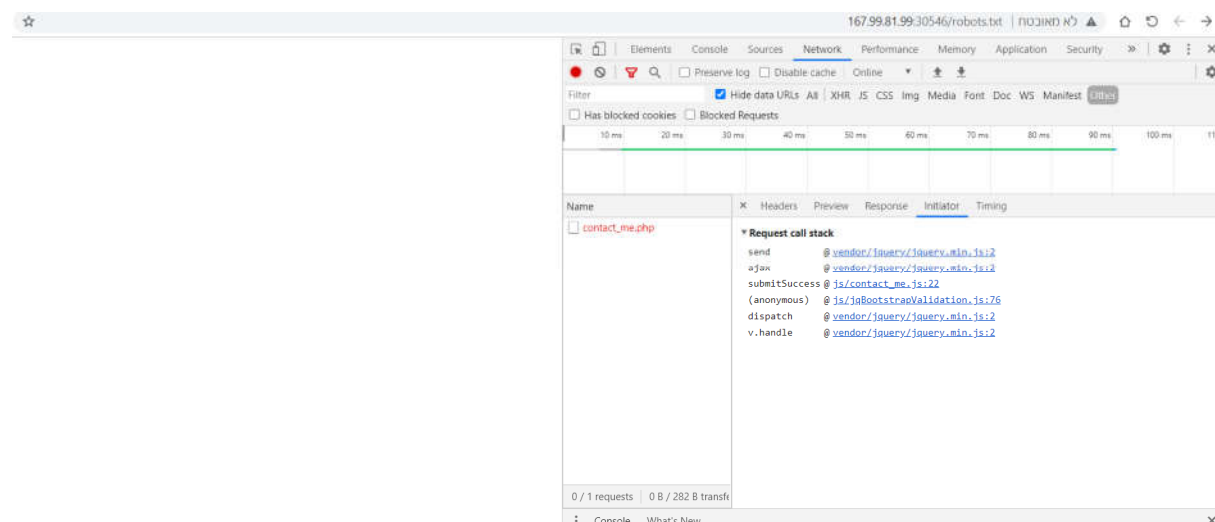 167.99.81.99:30546/robots.txt | לא מאובטח
Elements Console Sources Network Performance Memory Application Security »
Preserve log Disable cache Online
Filter Hide data URLs All XHR JS CSS Img Media Font Doc WS Manifest Other
Has blocked cookies Blocked Requests
10 ms 20 ms 30 ms 40 ms 50 ms 60 ms 70 ms 80 ms 90 ms 100 ms 11
Name × Headers Preview Response Initiator Timing
contact_me.php
Request call stack
send @ vendor/jquery/jquery.min.js:2
ajax @ vendor/jquery/jquery.min.js:2
submitSuccess @ js/contact_me.js:22
(anonymous) @ js/jqBootstrapValidation.js:76
dispatch @ vendor/jquery/jquery.min.js:2
v.handle @ vendor/jquery/jquery.min.js:2
0 / 1 requests 0 B / 282 B transfe
Console What's New